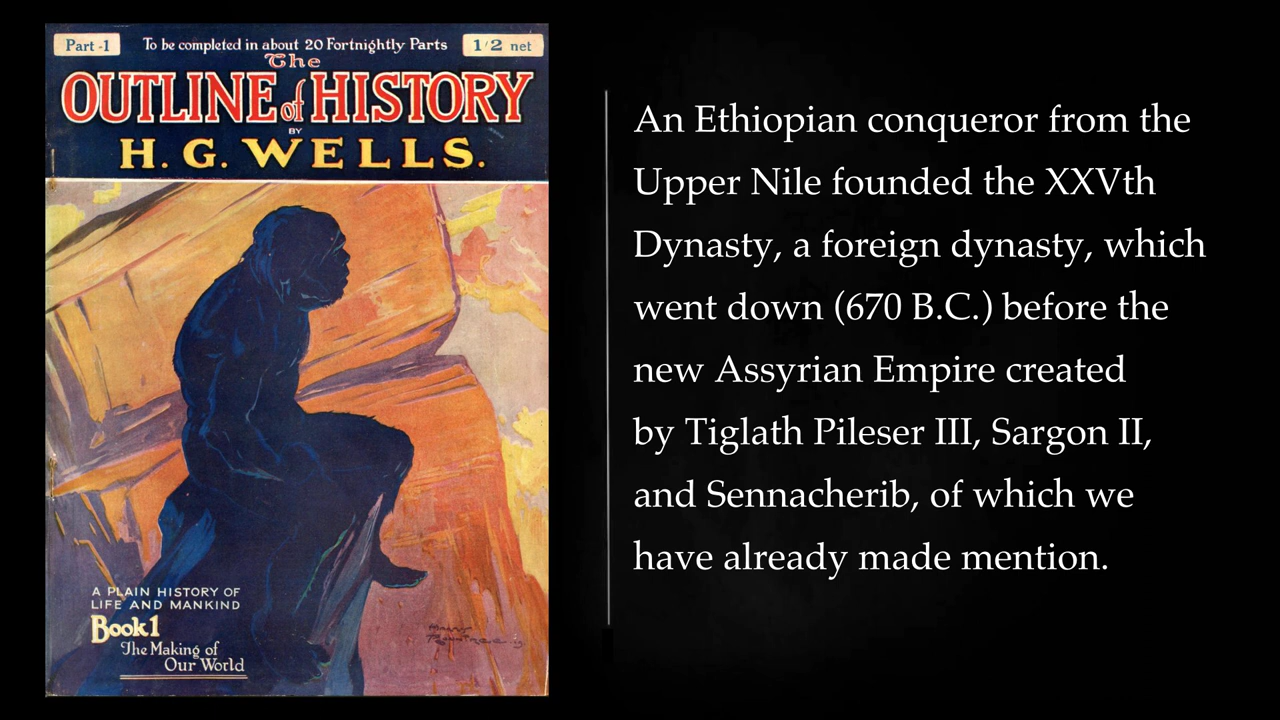 Part -1
To be completed in about 20 Fortnightly Parts
1/2 net
The
OUTLINE of HISTORY
BY
H. G. WELLS.
A PLAIN HISTORY OF
LIFE AND MANKIND
Book 1
The Making of
Our World
An Ethiopian conqueror from the
Upper Nile founded the XXVth
Dynasty, a foreign dynasty, which
went down (670 B.C.) before the
new Assyrian Empire created
by Tiglath Pileser III, Sargon II,
and Sennacherib, of which we
have already made mention.